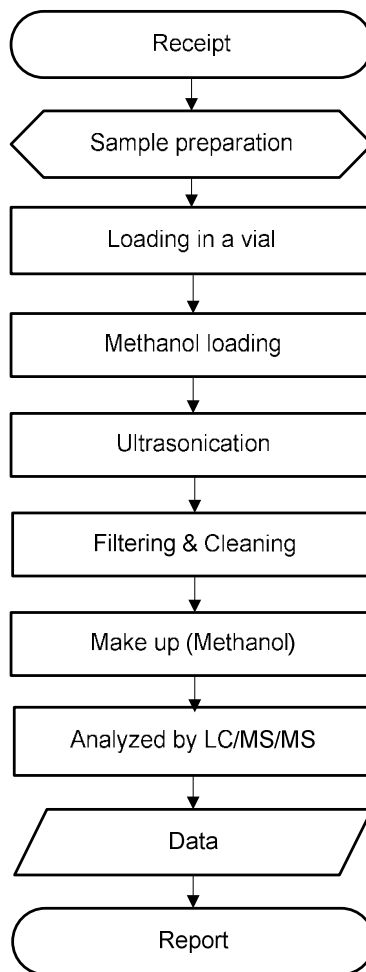 Receipt
Sample preparation
Loading in a vial
Methanol loading
Ultrasonication
Filtering & Cleaning
Make up (Methanol)
Analyzed by LC/MS/MS
Data
Report